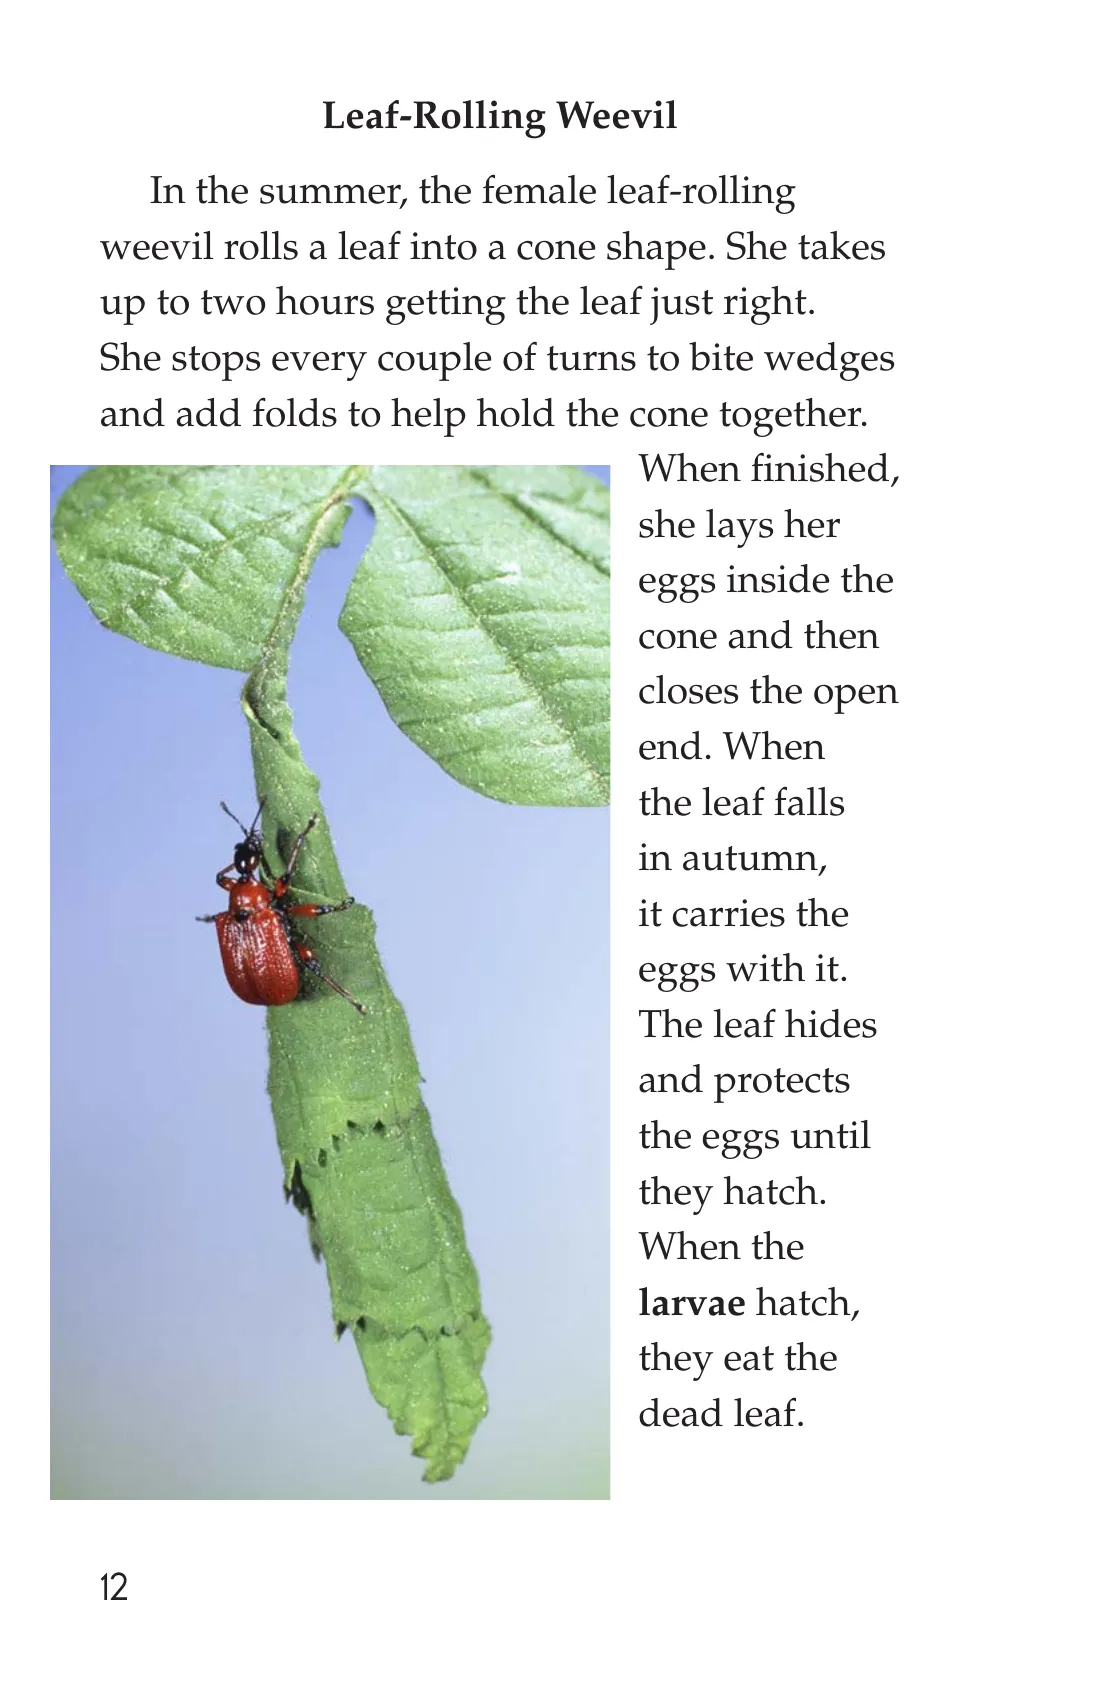 Leaf-Rolling Weevil
In the summer, the female leaf-rolling
weevil rolls a leaf into a cone shape. She takes
up to two hours getting the leaf just right.
She stops every couple of turns to bite wedges
and add folds to help hold the cone together.
When finished,
she lays her
eggs inside the
cone and then
closes the open
end. When
the leaf falls
in autumn,
it carries the
eggs with it.
The leaf hides
and protects
the eggs until
they hatch.
When the
larvae hatch,
they eat the
dead leaf.
12